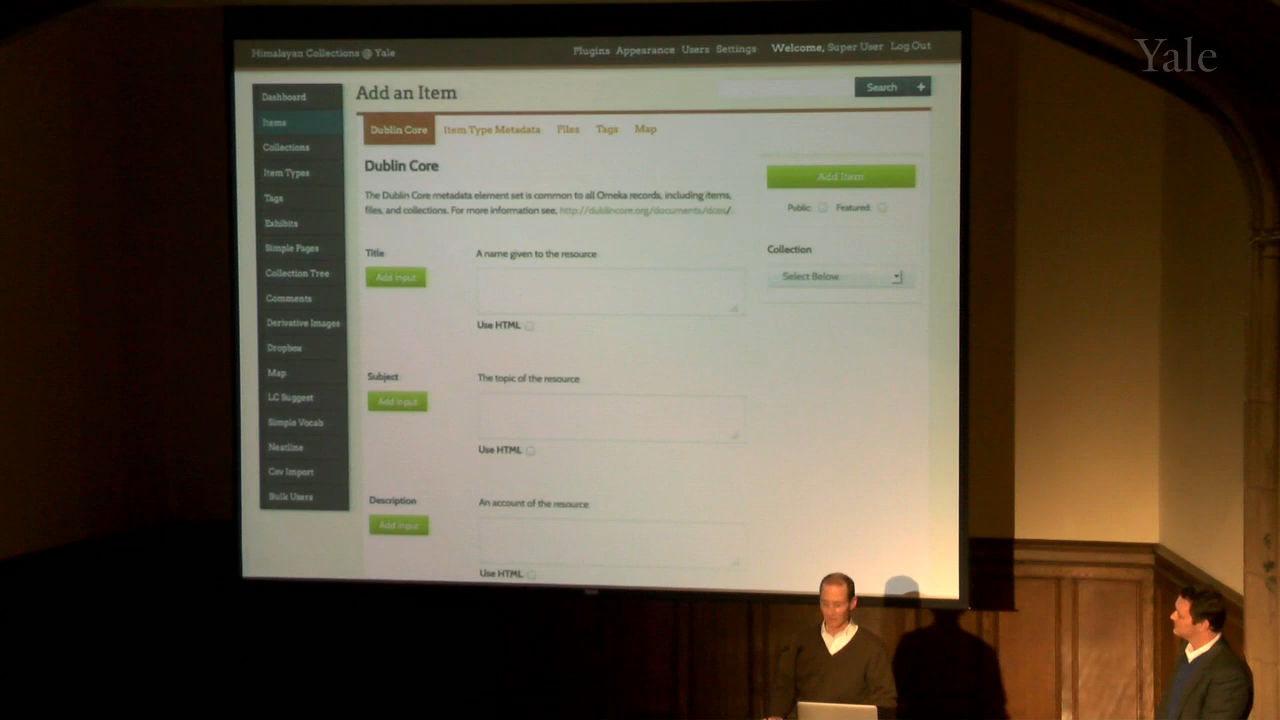 Yale
Himalayan Collections @ Yale
Plugins Appearance Users Settings Welcome, Super User Log Out
Add an Item
Search +
Dashboard
Items
Collections
Item Types
Tags
Exhibits
Simple Pages
Collection Tree
Comments
Derivative Images
Dropbox
Map
LC Suggest
Simple Vocab
Neatline
Csv Import
Bulk Users
Dublin Core Item Type Metadata Files Tags Map
Dublin Core
The Dublin Core metadata element set is common to all Omeka records, including items,
files, and collections. For more information see, http://dublincore.org/documents/dces/.
Title
Add Input
A name given to the resource
Use HTML
Subject
Add Input
The topic of the resource
Use HTML
Description
Add Input
An account of the resource
Use HTML
Add Item
Public: Featured:
Collection
Select Below